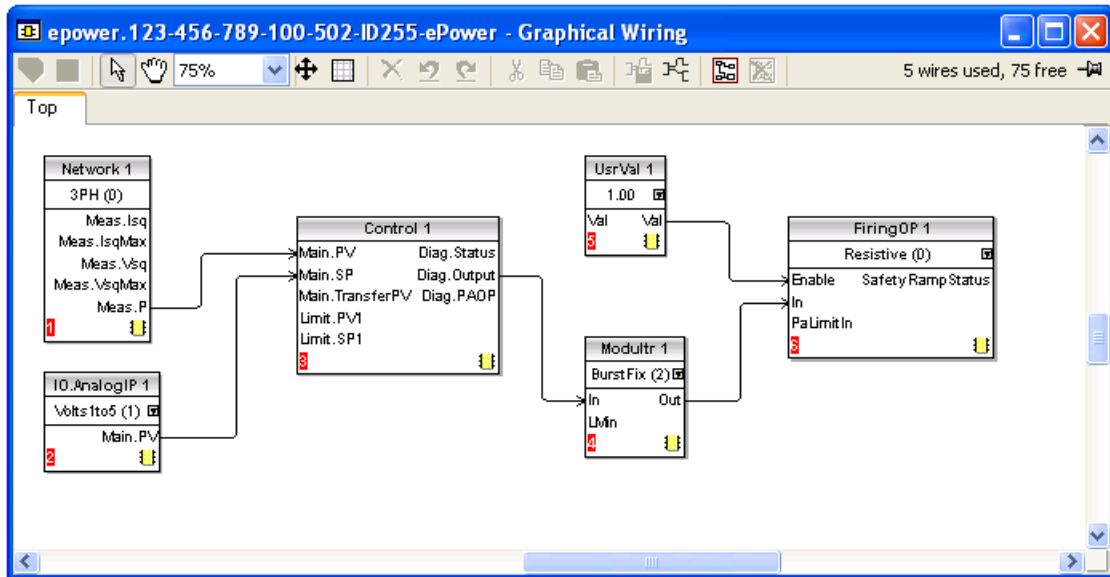 epower.123-456-789-100-502-ID255-ePower - Graphical Wiring
75%
5 wires used, 75 free
Top
Network 1
3PH (0)
Meas.Isq
Meas.IsqMax
Meas.Vsq
Meas.VsqMax
Meas.P
1
IO.AnalogIP 1
Volts1to5 (1)
Main.PV
2
Control 1
Main.PV Diag.Status
Main.SP Diag.Output
Main.TransferPV Diag.PAOP
Limit.PV1
Limit.SP1
3
UsrVal 1
1.00
Val Val
5
Modultr 1
BurstFix (2)
In Out
LMin
4
FiringOP 1
Resistive (0)
Enable SafetyRampStatus
In
PaLimitIn
6